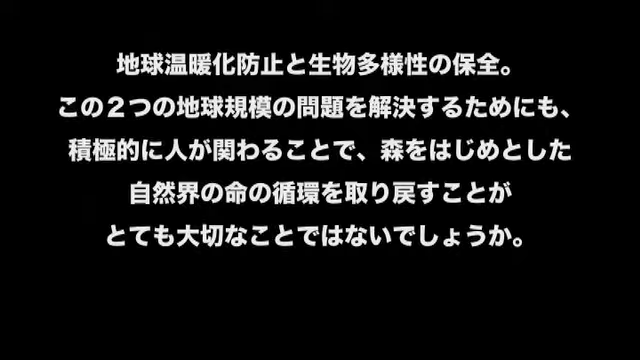 地球温暖化防止と生物多様性の保全。
この２つの地球規模の問題を解決するためにも、
積極的に人が関わることで、森をはじめとした
自然界の命の循環を取り戻すことが
とても大切なことではないでしょうか。